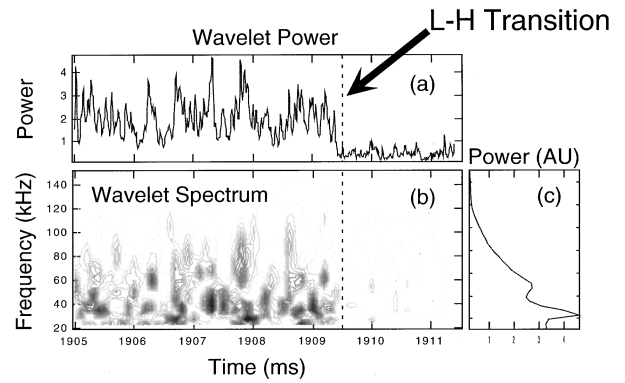 L-H Transition
Wavelet Power
(a)
Power
4
3
2
1
Power (AU)
Wavelet Spectrum
(b)
(c)
Frequency (kHz)
140
120
100
80
60
40
20
1905 1906 1907 1908 1909 1910 1911
1 2 3 4
Time (ms)